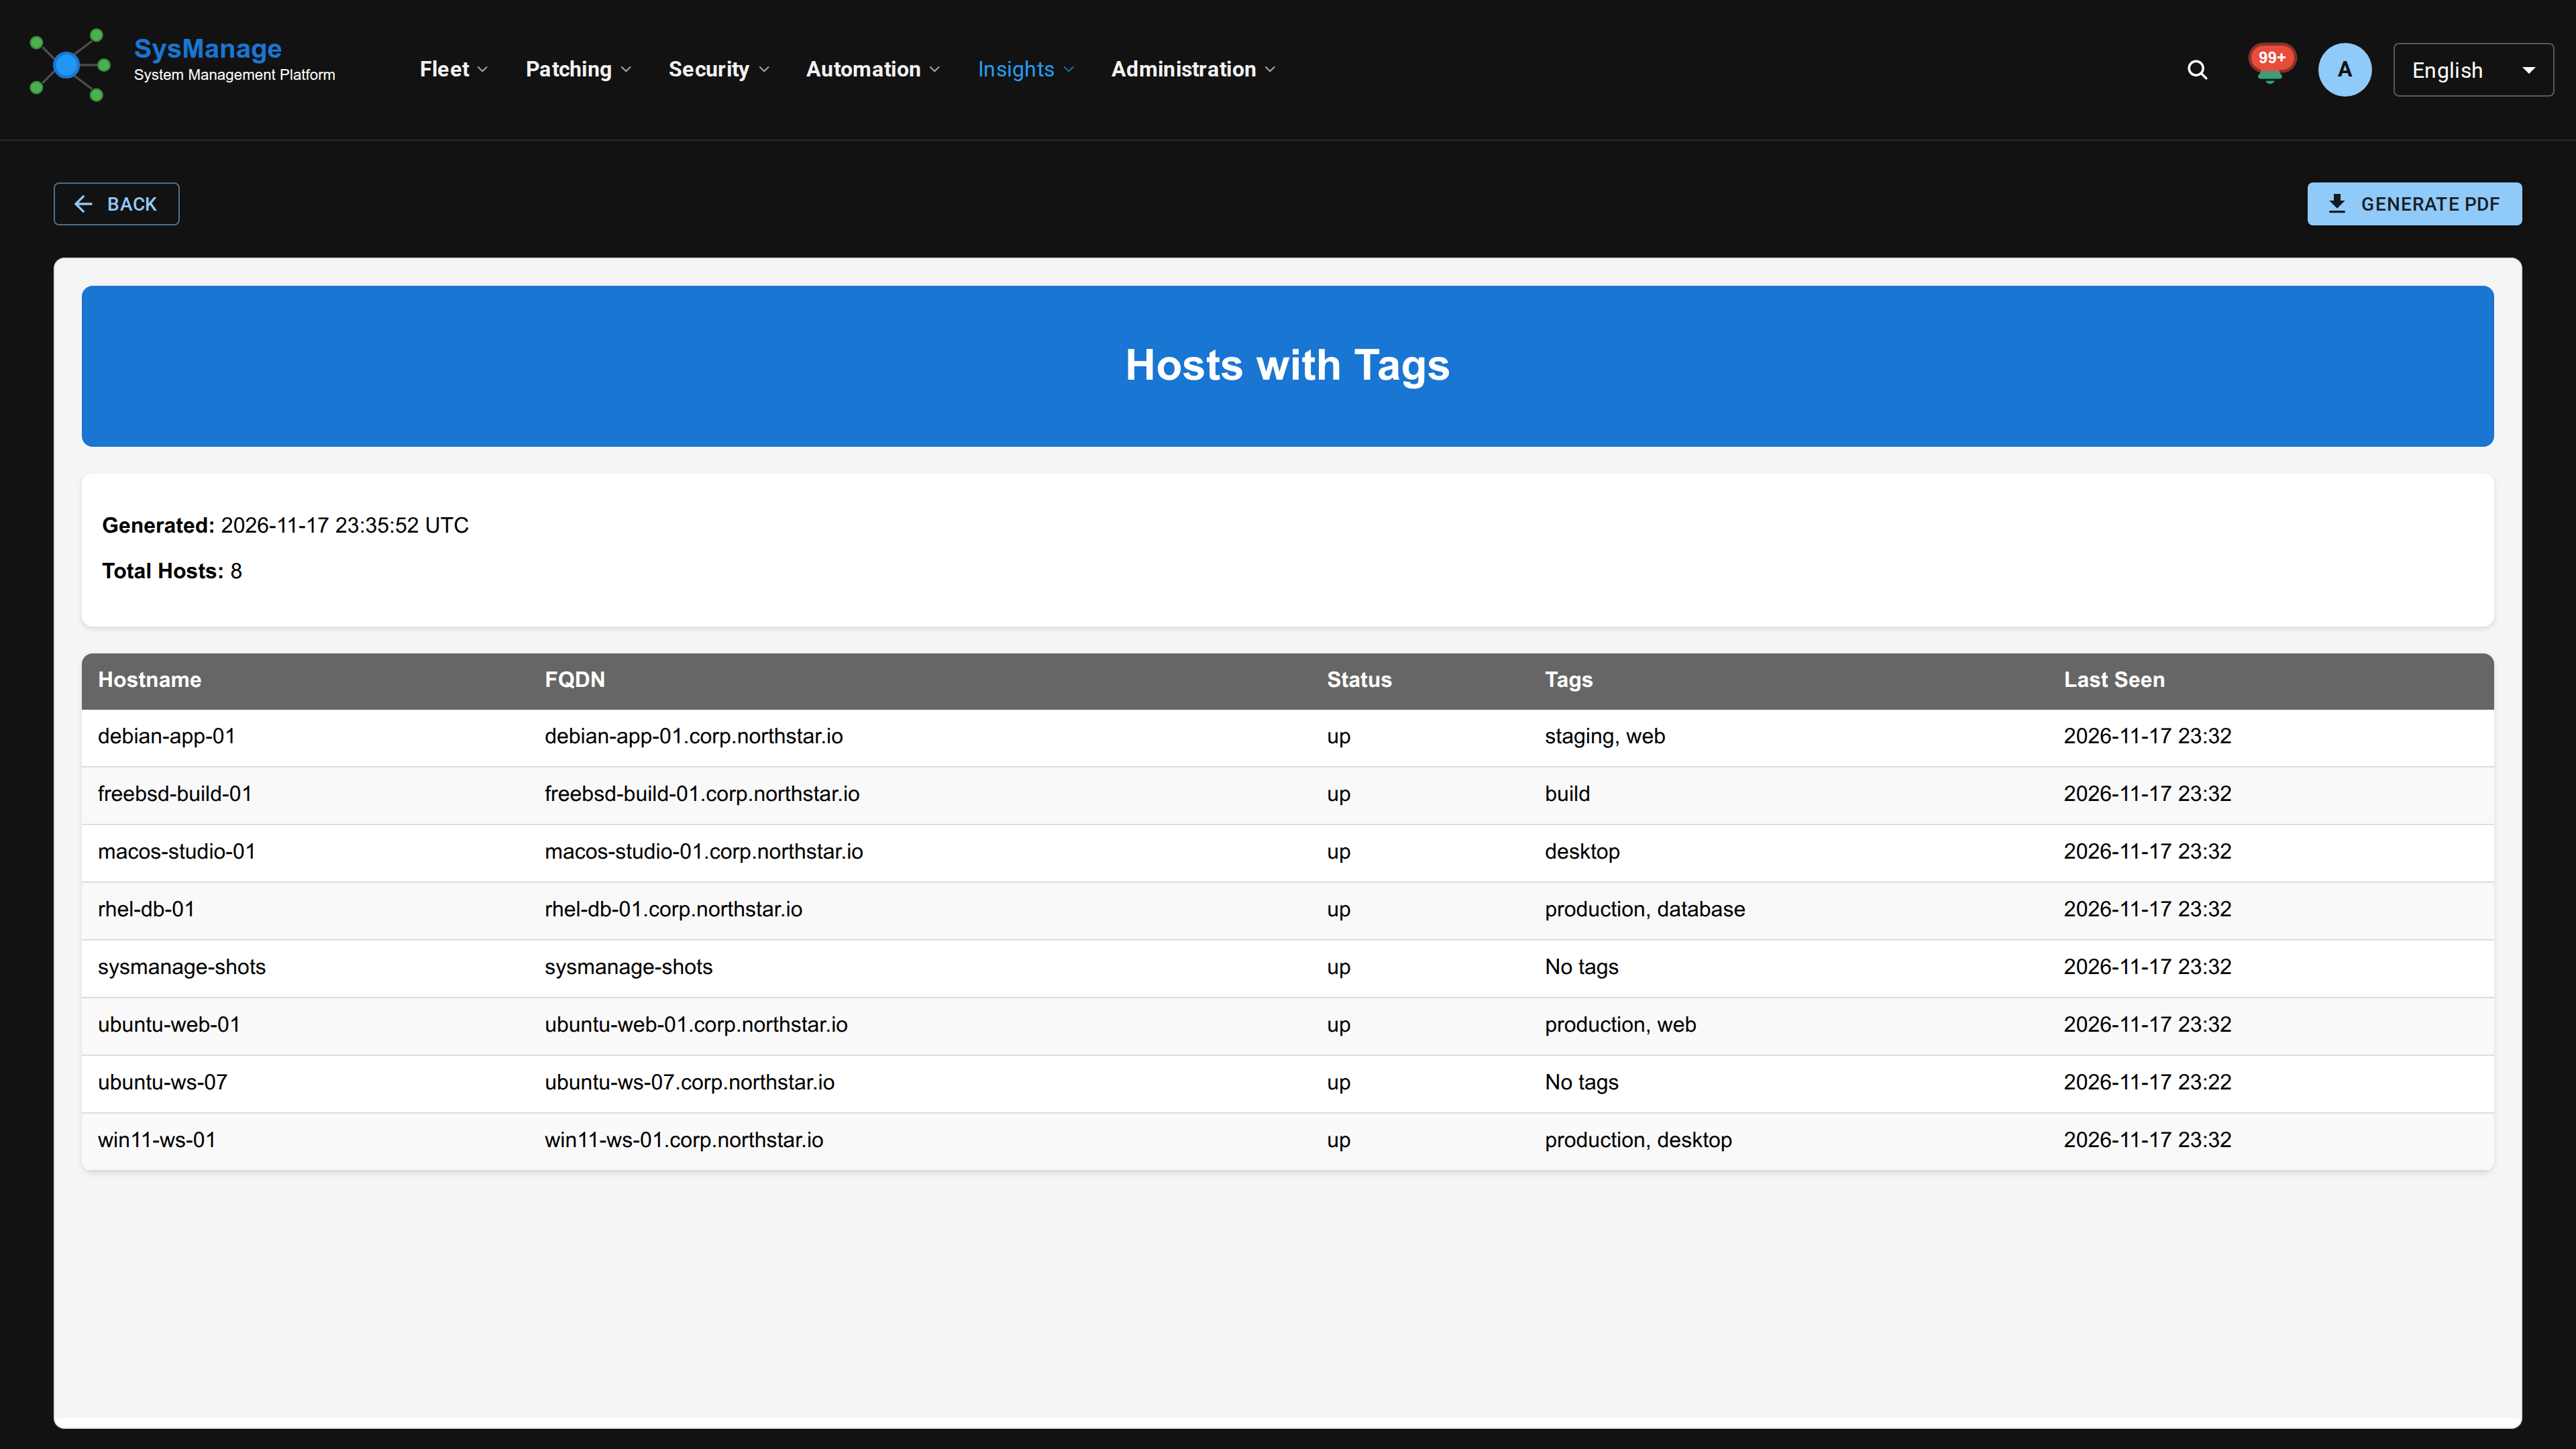 SysManage
System Management Platform
Fleet Patching Security Automation Insights Administration
99+
A
English
BACK
GENERATE PDF
Hosts with Tags
Generated: 2026-11-17 23:35:52 UTC
Total Hosts: 8
Hostname FQDN Status Tags Last Seen
debian-app-01 debian-app-01.corp.northstar.io up staging, web 2026-11-17 23:32
freebsd-build-01 freebsd-build-01.corp.northstar.io up build 2026-11-17 23:32
macos-studio-01 macos-studio-01.corp.northstar.io up desktop 2026-11-17 23:32
rhel-db-01 rhel-db-01.corp.northstar.io up production, database 2026-11-17 23:32
sysmanage-shots sysmanage-shots up No tags 2026-11-17 23:32
ubuntu-web-01 ubuntu-web-01.corp.northstar.io up production, web 2026-11-17 23:32
ubuntu-ws-07 ubuntu-ws-07.corp.northstar.io up No tags 2026-11-17 23:22
win11-ws-01 win11-ws-01.corp.northstar.io up production, desktop 2026-11-17 23:32